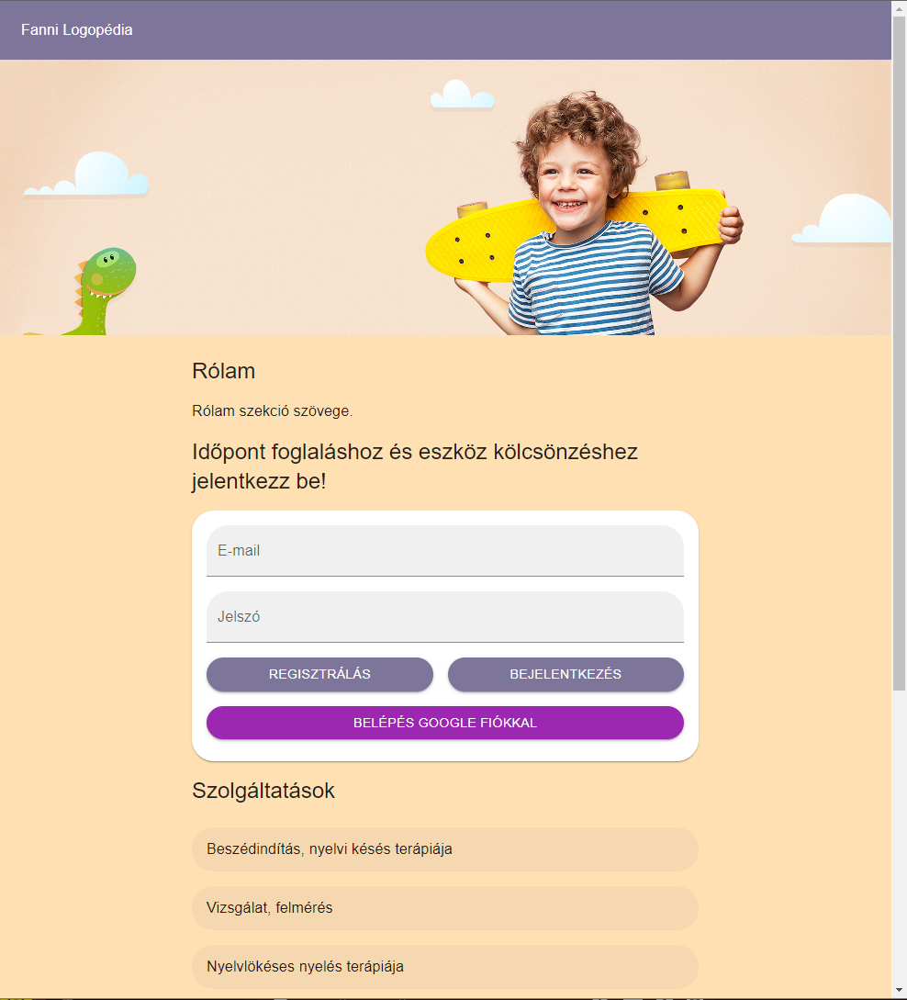 Fanni Logopédia
Rólam
Rólam szekció szövege.
Időpont foglaláshoz és eszköz kölcsönzéshez
jelentkezz be!
E-mail
Jelszó
REGISZTRÁLÁS BEJELENTKEZÉS
BELÉPÉS GOOGLE FIÓKKAL
Szolgáltatások
Beszédindítás, nyelvi késés terápiája
Vizsgálat, felmérés
Nyelvlökéses nyelés terápiája